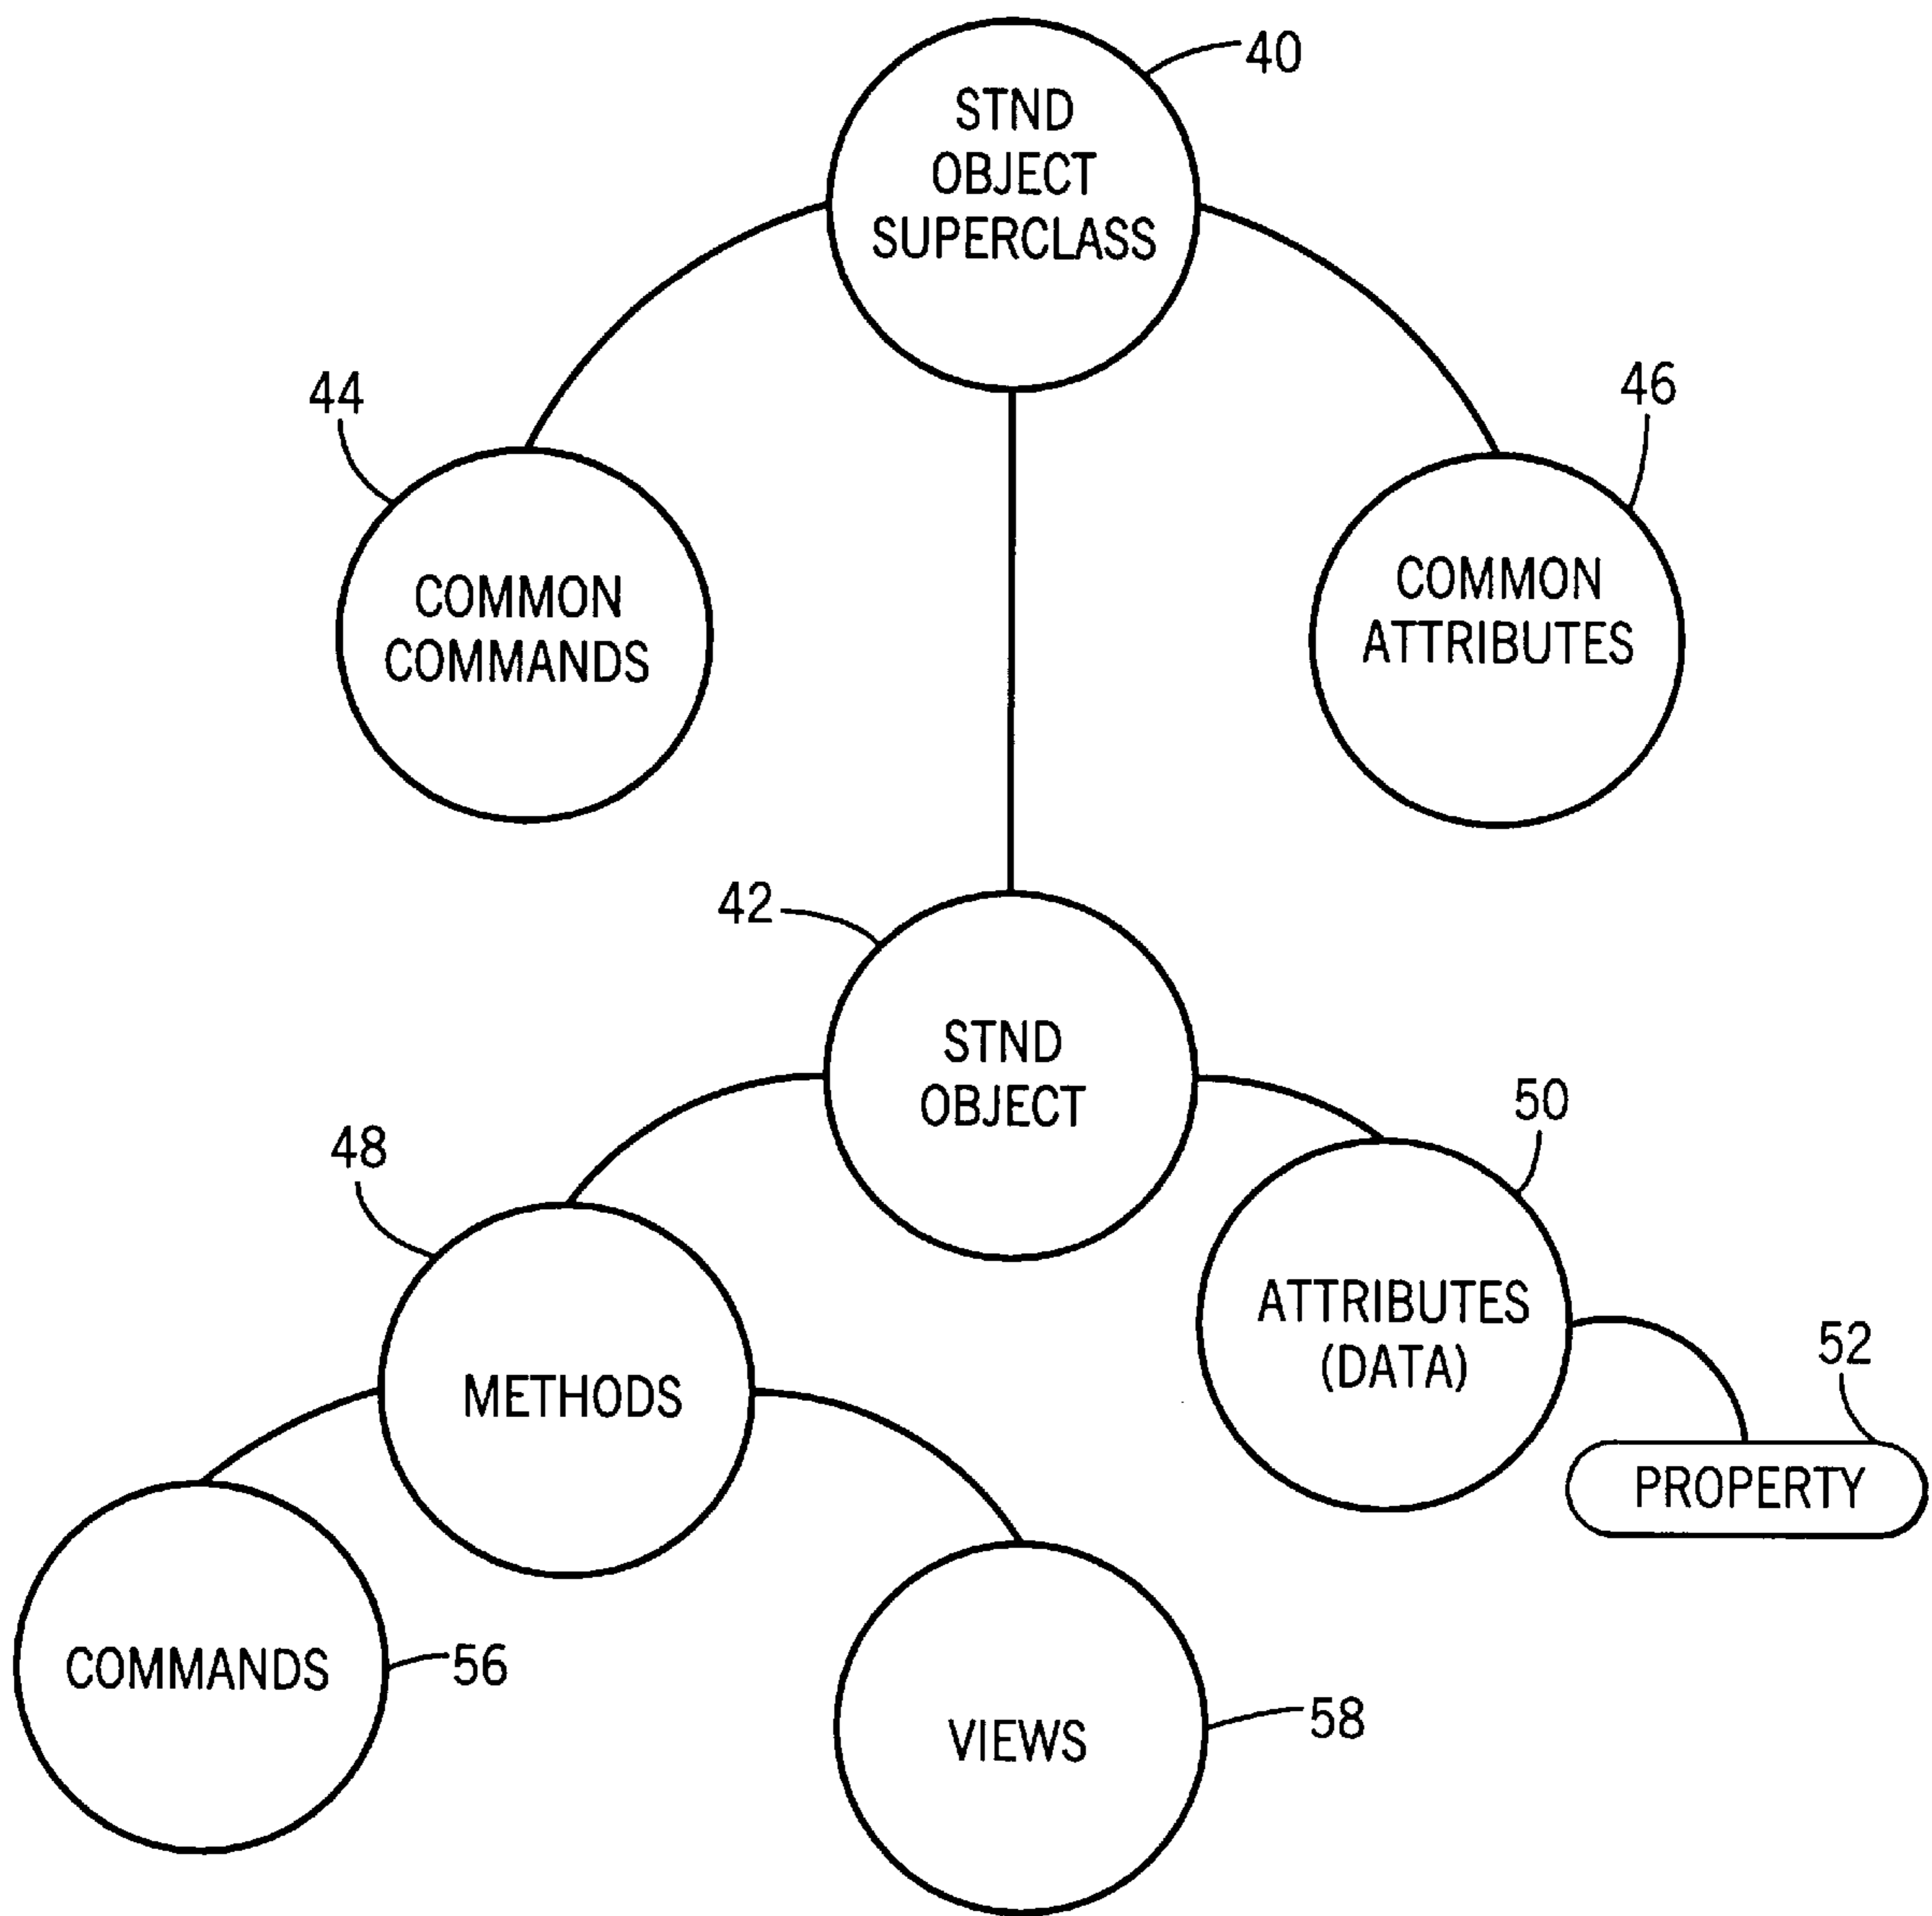 40
STND
OBJECT
SUPERCLASS
44
46
COMMON
COMMANDS
COMMON
ATTRIBUTES
42
STND
OBJECT
50
48
ATTRIBUTES
(DATA)
52
METHODS
PROPERTY
COMMANDS
56
VIEWS
58